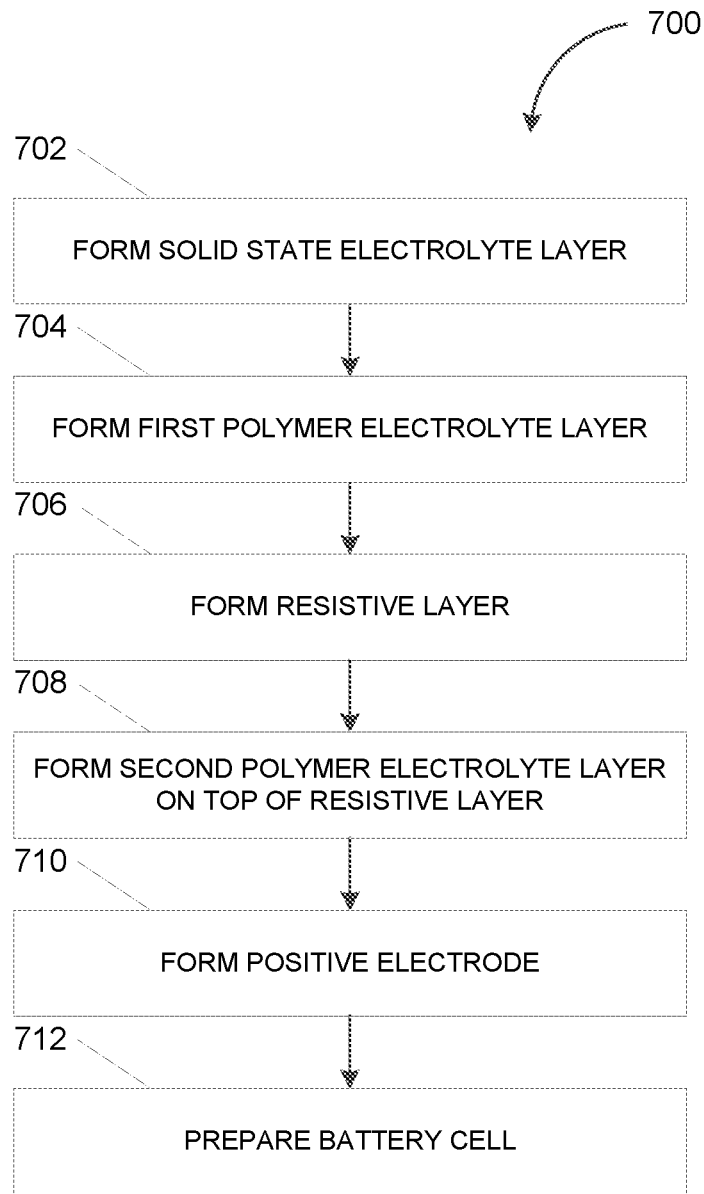 700
702
FORM SOLID STATE ELECTROLYTE LAYER
704
FORM FIRST POLYMER ELECTROLYTE LAYER
706
FORM RESISTIVE LAYER
708
FORM SECOND POLYMER ELECTROLYTE LAYER
ON TOP OF RESISTIVE LAYER
710
FORM POSITIVE ELECTRODE
712
PREPARE BATTERY CELL